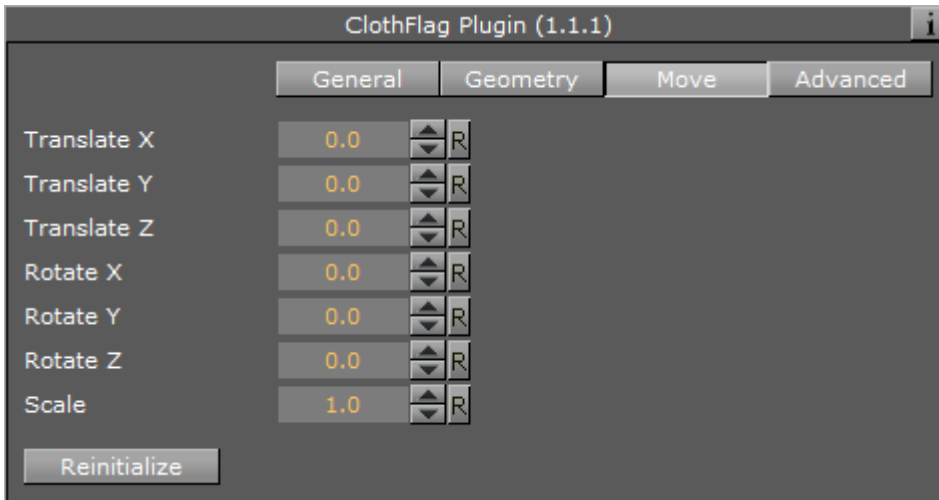 ClothFlag Plugin (1.1.1) i
General Geometry Move Advanced
Translate X 0.0 R
Translate Y 0.0 R
Translate Z 0.0 R
Rotate X 0.0 R
Rotate Y 0.0 R
Rotate Z 0.0 R
Scale 1.0 R
Reinitialize